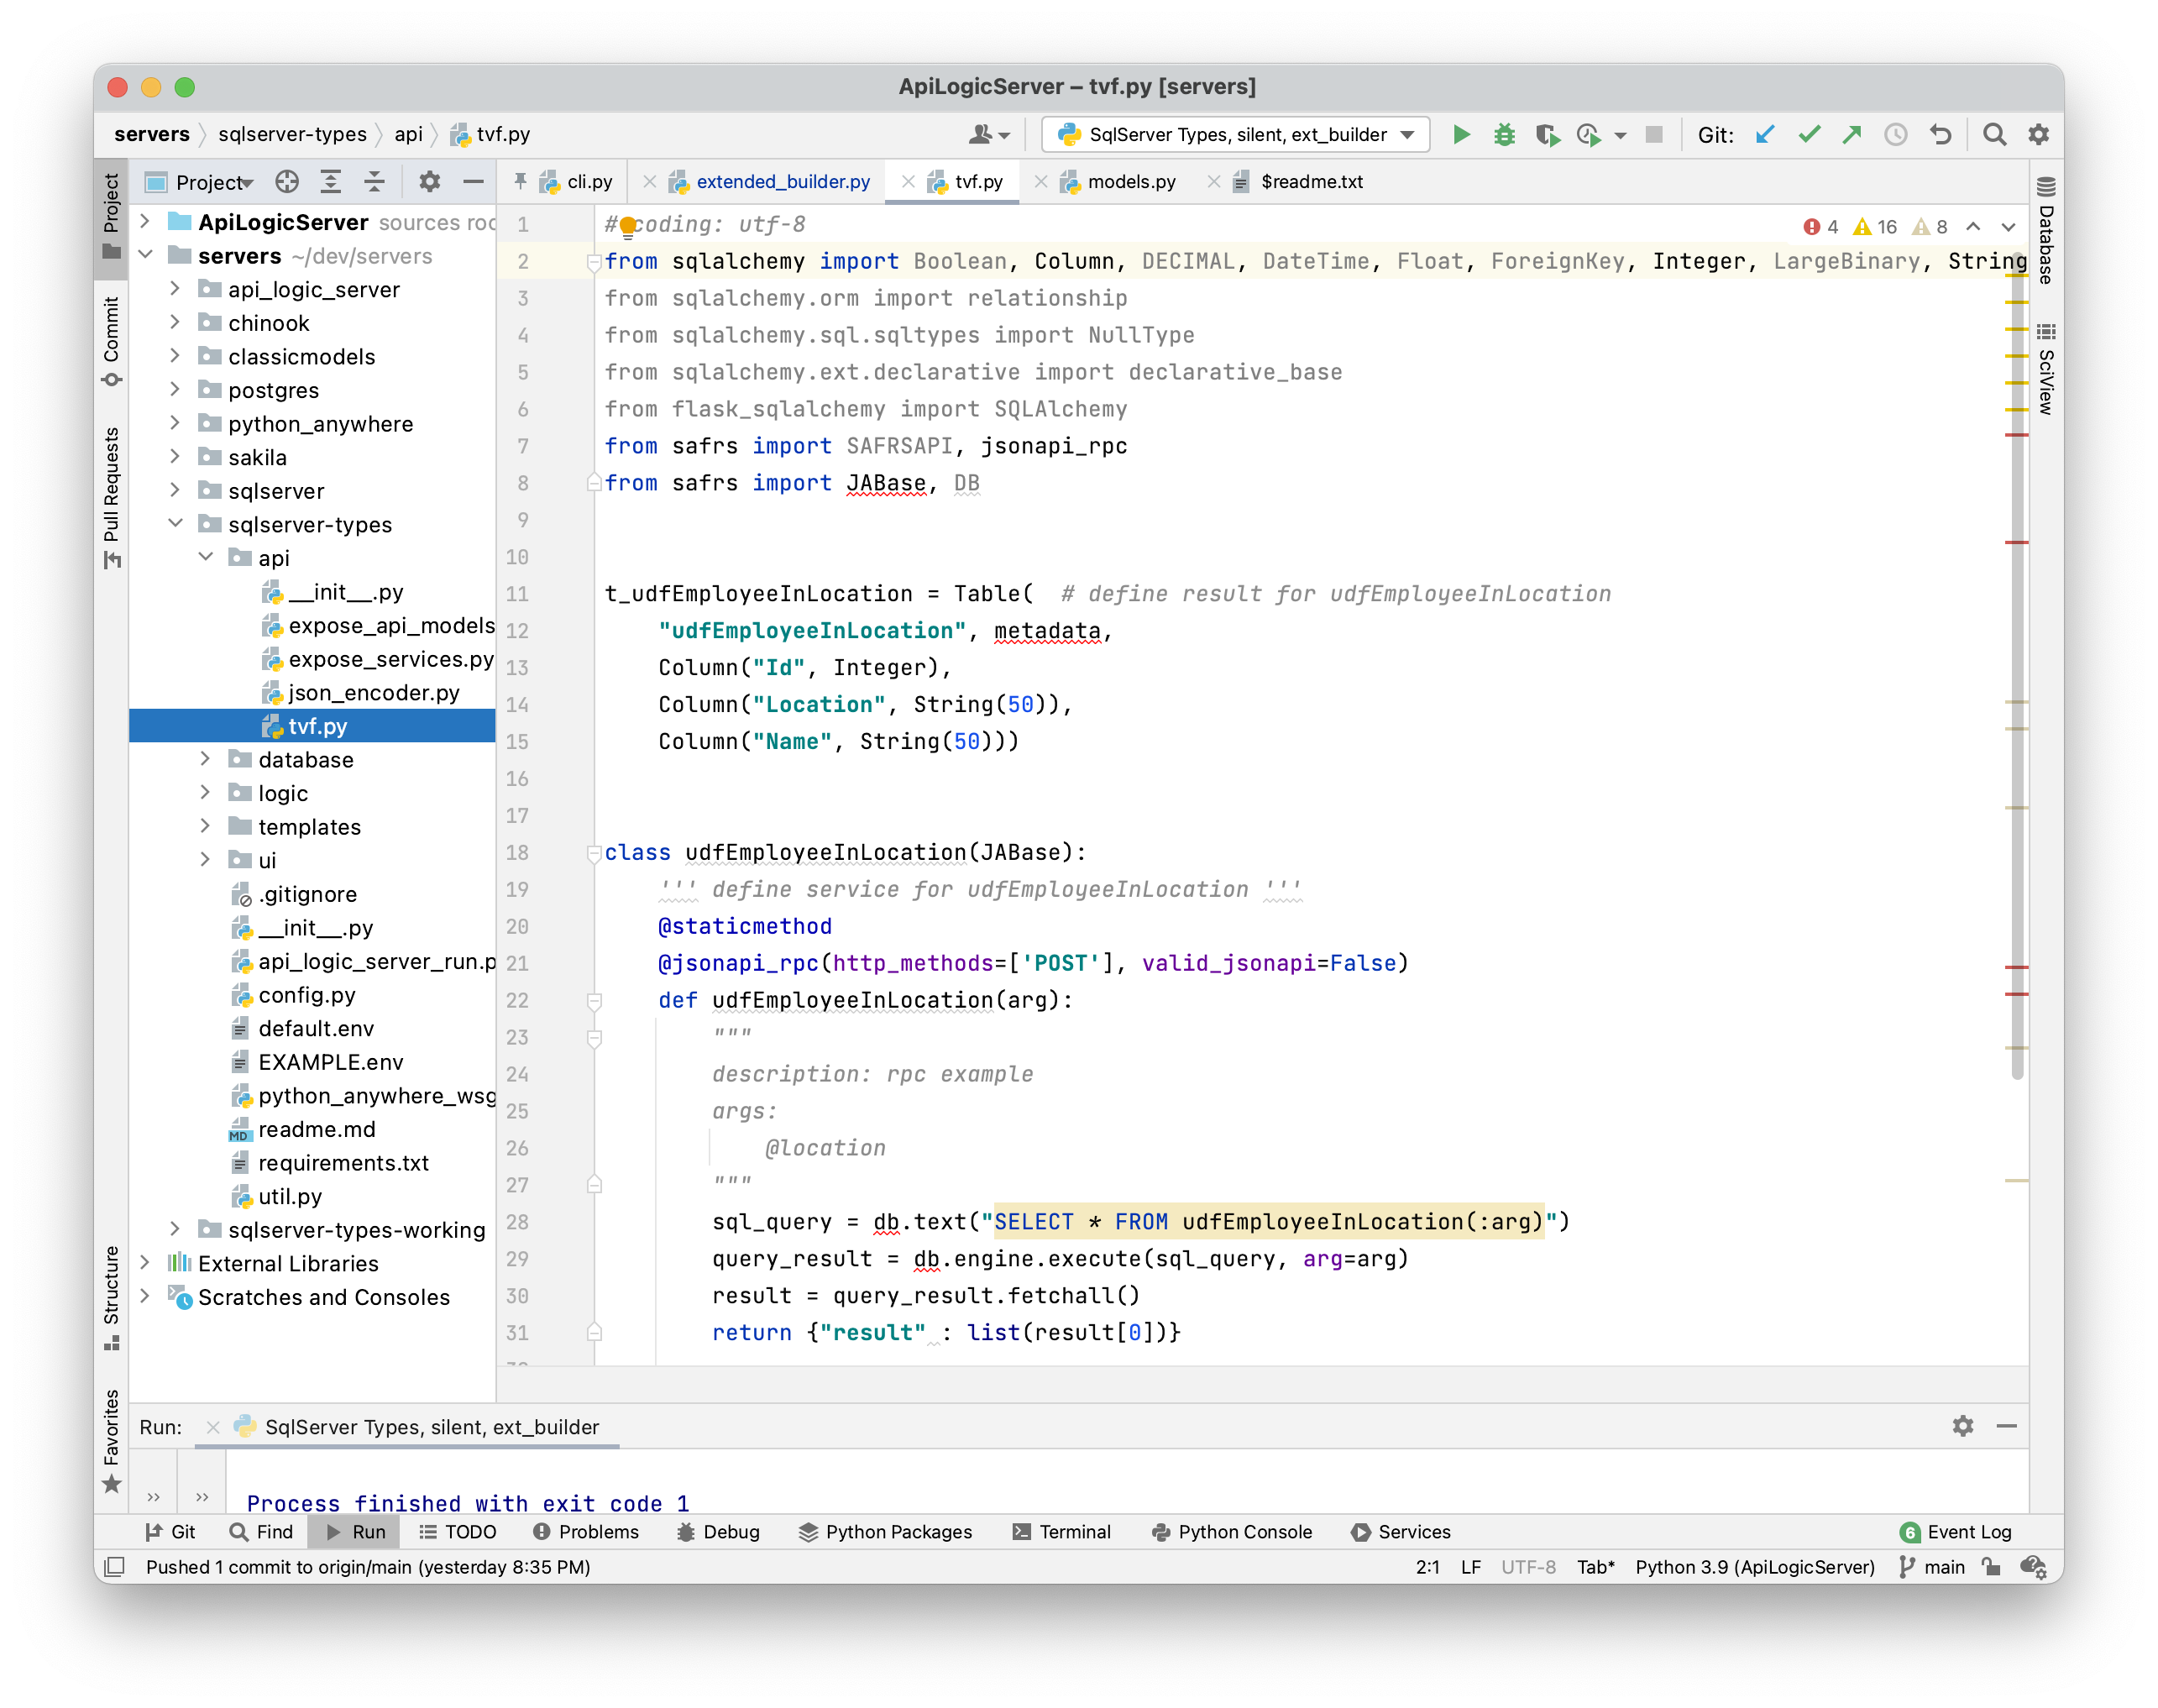 ApiLogicServer – tvf.py [servers]
servers sqlserver-types api tvf.py
SqlServer Types, silent, ext_builder
Git:
Project
cli.py
extended_builder.py
tvf.py
models.py
$readme.txt
Project
Commit
Pull Requests
Structure
Favorites
ApiLogicServer sources roo
servers ~/dev/servers
api_logic_server
chinook
classicmodels
postgres
python_anywhere
sakila
sqlserver
sqlserver-types
api
__init__.py
expose_api_models
expose_services.py
json_encoder.py
tvf.py
database
logic
templates
ui
.gitignore
__init__.py
api_logic_server_run.p
config.py
default.env
EXAMPLE.env
python_anywhere_wsg
MD readme.md
requirements.txt
util.py
sqlserver-types-working
External Libraries
Scratches and Consoles
4 16 8
1 # coding: utf-8
2 from sqlalchemy import Boolean, Column, DECIMAL, DateTime, Float, ForeignKey, Integer, LargeBinary, String
3 from sqlalchemy.orm import relationship
4 from sqlalchemy.sql.sqltypes import NullType
5 from sqlalchemy.ext.declarative import declarative_base
6 from flask_sqlalchemy import SQLAlchemy
7 from safrs import SAFRSAPI, jsonapi_rpc
8 from safrs import JABase, DB
9
10
11 t_udfEmployeeInLocation = Table(  # define result for udfEmployeeInLocation
12     "udfEmployeeInLocation", metadata,
13     Column("Id", Integer),
14     Column("Location", String(50)),
15     Column("Name", String(50)))
16
17
18 class udfEmployeeInLocation(JABase):
19     ''' define service for udfEmployeeInLocation '''
20     @staticmethod
21     @jsonapi_rpc(http_methods=['POST'], valid_jsonapi=False)
22     def udfEmployeeInLocation(arg):
23         """
24         description: rpc example
25         args:
26             @location
27         """
28         sql_query = db.text("SELECT * FROM udfEmployeeInLocation(:arg)")
29         query_result = db.engine.execute(sql_query, arg=arg)
30         result = query_result.fetchall()
31         return {"result" : list(result[0])}
Database
SciView
Run: SqlServer Types, silent, ext_builder
>> >> Process finished with exit code 1
Git Find Run TODO Problems Debug Python Packages Terminal Python Console Services 6 Event Log
Pushed 1 commit to origin/main (yesterday 8:35 PM) 2:1 LF UTF-8 Tab* Python 3.9 (ApiLogicServer) main